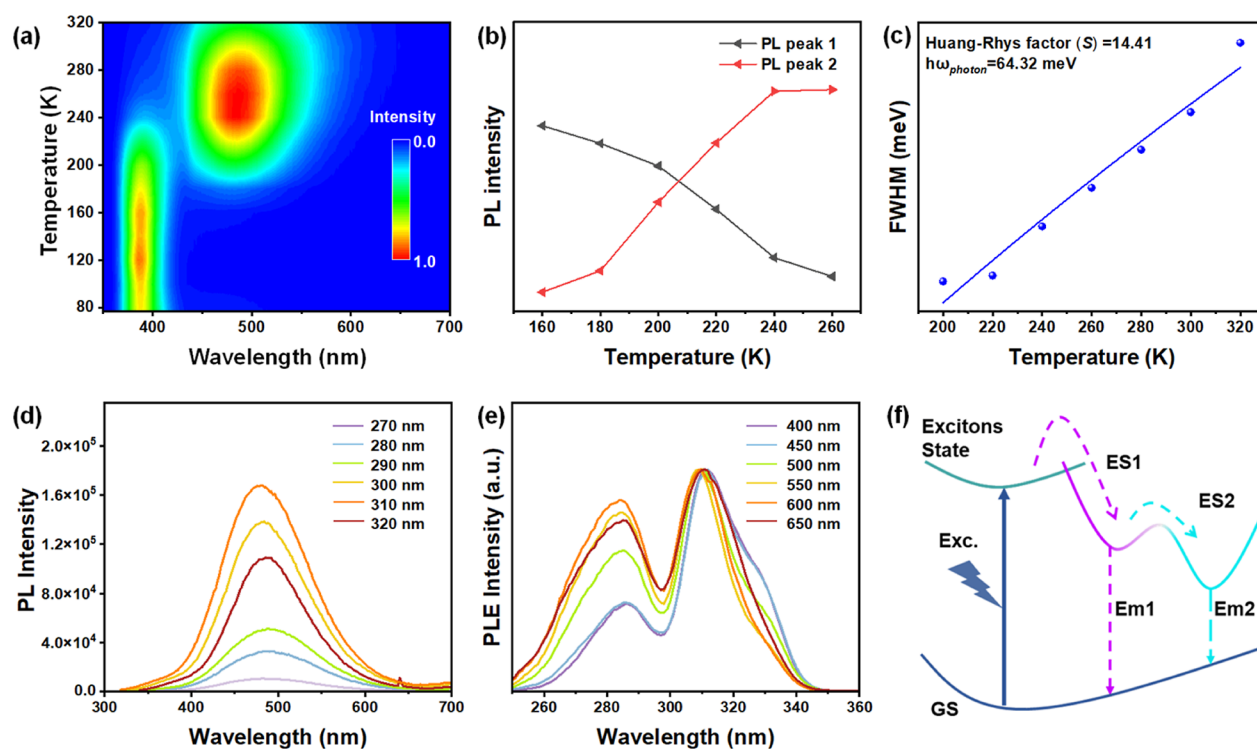 (a)
Temperature (K)
320
280
240
200
160
120
80
Intensity
0.0
1.0
400
500
600
700
Wavelength (nm)
(b)
PL peak 1
PL peak 2
PL intensity
160
180
200
220
240
260
Temperature (K)
(c)
Huang-Rhys factor (S) =14.41
hω_photon=64.32 meV
FWHM (meV)
200
220
240
260
280
300
320
Temperature (K)
(d)
270 nm
280 nm
290 nm
300 nm
310 nm
320 nm
PL Intensity
2.0×10⁵
1.6×10⁵
1.2×10⁵
8.0×10⁴
4.0×10⁴
0.0
300
400
500
600
700
Wavelength (nm)
(e)
400 nm
450 nm
500 nm
550 nm
600 nm
650 nm
PLE Intensity (a.u.)
260
280
300
320
340
360
Wavelength (nm)
(f)
Excitons
State
ES1
ES2
Exc.
Em1
Em2
GS